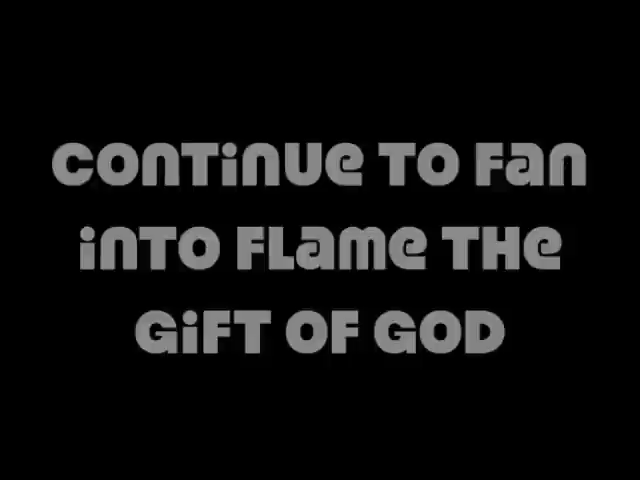 CONTiNUE TO FAN
iNTO FLAME THE
GiFT OF GOD